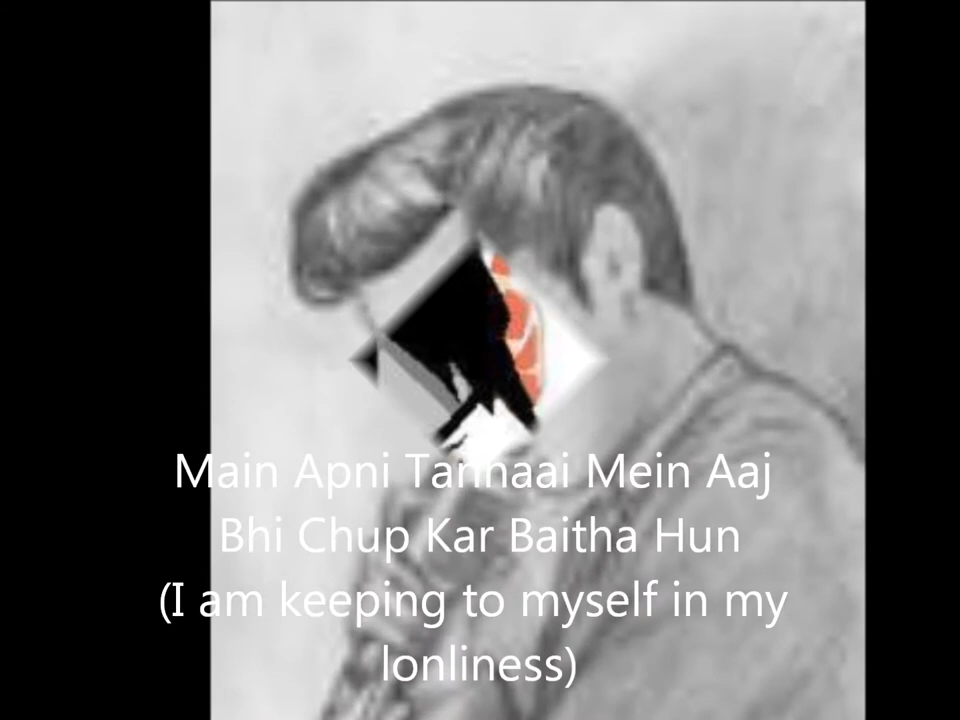 Main Apni Tanhaai Mein Aaj
Bhi Chup Kar Baitha Hun
(I am keeping to myself in my
lonliness)